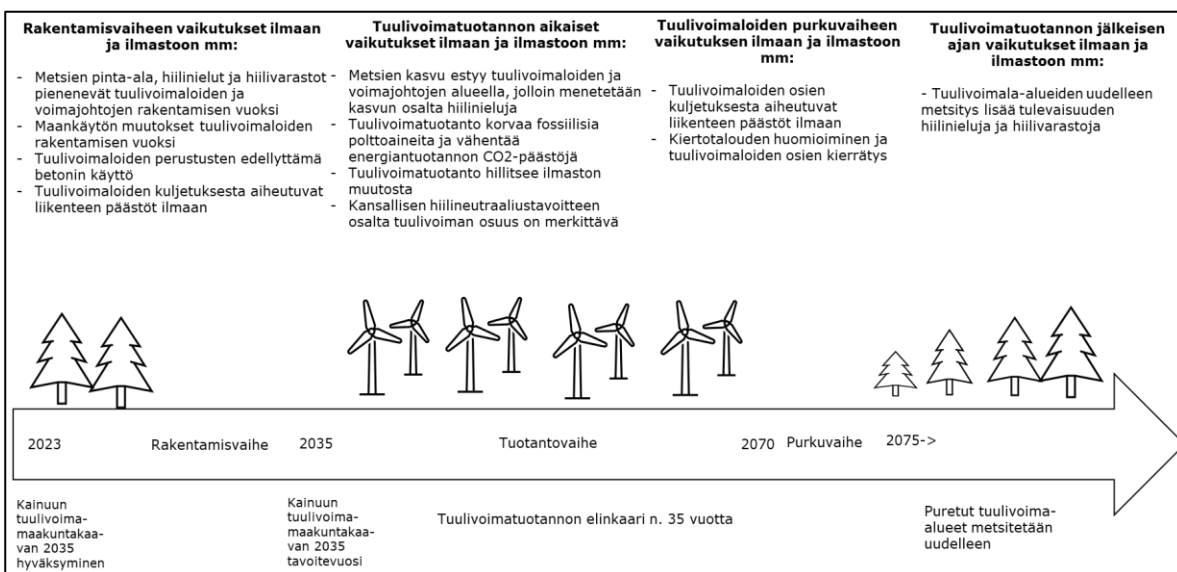 Rakentamisvaiheen vaikutukset ilmaan
ja ilmastoon mm:
- Metsien pinta-ala, hiilinielut ja hiilivarastot
pienenevät tuulivoimaloiden ja
voimajohtojen rakentamisen vuoksi
- Maankäytön muutokset tuulivoimaloiden
rakentamisen vuoksi
- Tuulivoimaloiden perustusten edellyttämä
betonin käyttö
- Tuulivoimaloiden kuljetuksesta aiheutuvat
liikenteen päästöt ilmaan
Tuulivoimatuotannon aikaiset
vaikutukset ilmaan ja ilmastoon mm:
- Metsien kasvu estyy tuulivoimaloiden ja
voimajohtojen alueella, jolloin menetetään
kasvun osalta hiilinieluja
- Tuulivoimatuotanto korvaa fossiilisia
polttoaineita ja vähentää
energiantuotannon CO2-päästöjä
- Tuulivoimatuotanto hillitsee ilmaston
muutosta
- Kansallisen hiilineutraaliustavoitteen
osalta tuulivoiman osuus on merkittävä
Tuulivoimaloiden purkuvaiheen
vaikutuksen ilmaan ja ilmastoon
mm:
- Tuulivoimaloiden osien
kuljetuksesta aiheutuvat
liikenteen päästöt ilmaan
- Kiertotalouden huomioiminen ja
tuulivoimaloiden osien kierrätys
Tuulivoimatuotannon jälkeisen
ajan vaikutukset ilmaan ja
ilmastoon mm:
- Tuulivoimala-alueiden uudelleen
metsitys lisää tulevaisuuden
hiilinieluja ja hiilivarastoja
2023 Rakentamisvaihe 2035 Tuotantovaihe 2070 Purkuvaihe 2075->
Kainuun
tuulivoima-
maakuntakaa-
van 2035
hyväksyminen
Kainuun
tuulivoima-
maakuntakaa-
van 2035
tavoitevuosi
Tuulivoimatuotannon elinkaari n. 35 vuotta
Puretut tuulivoima-
alueet metsitetään
uudelleen